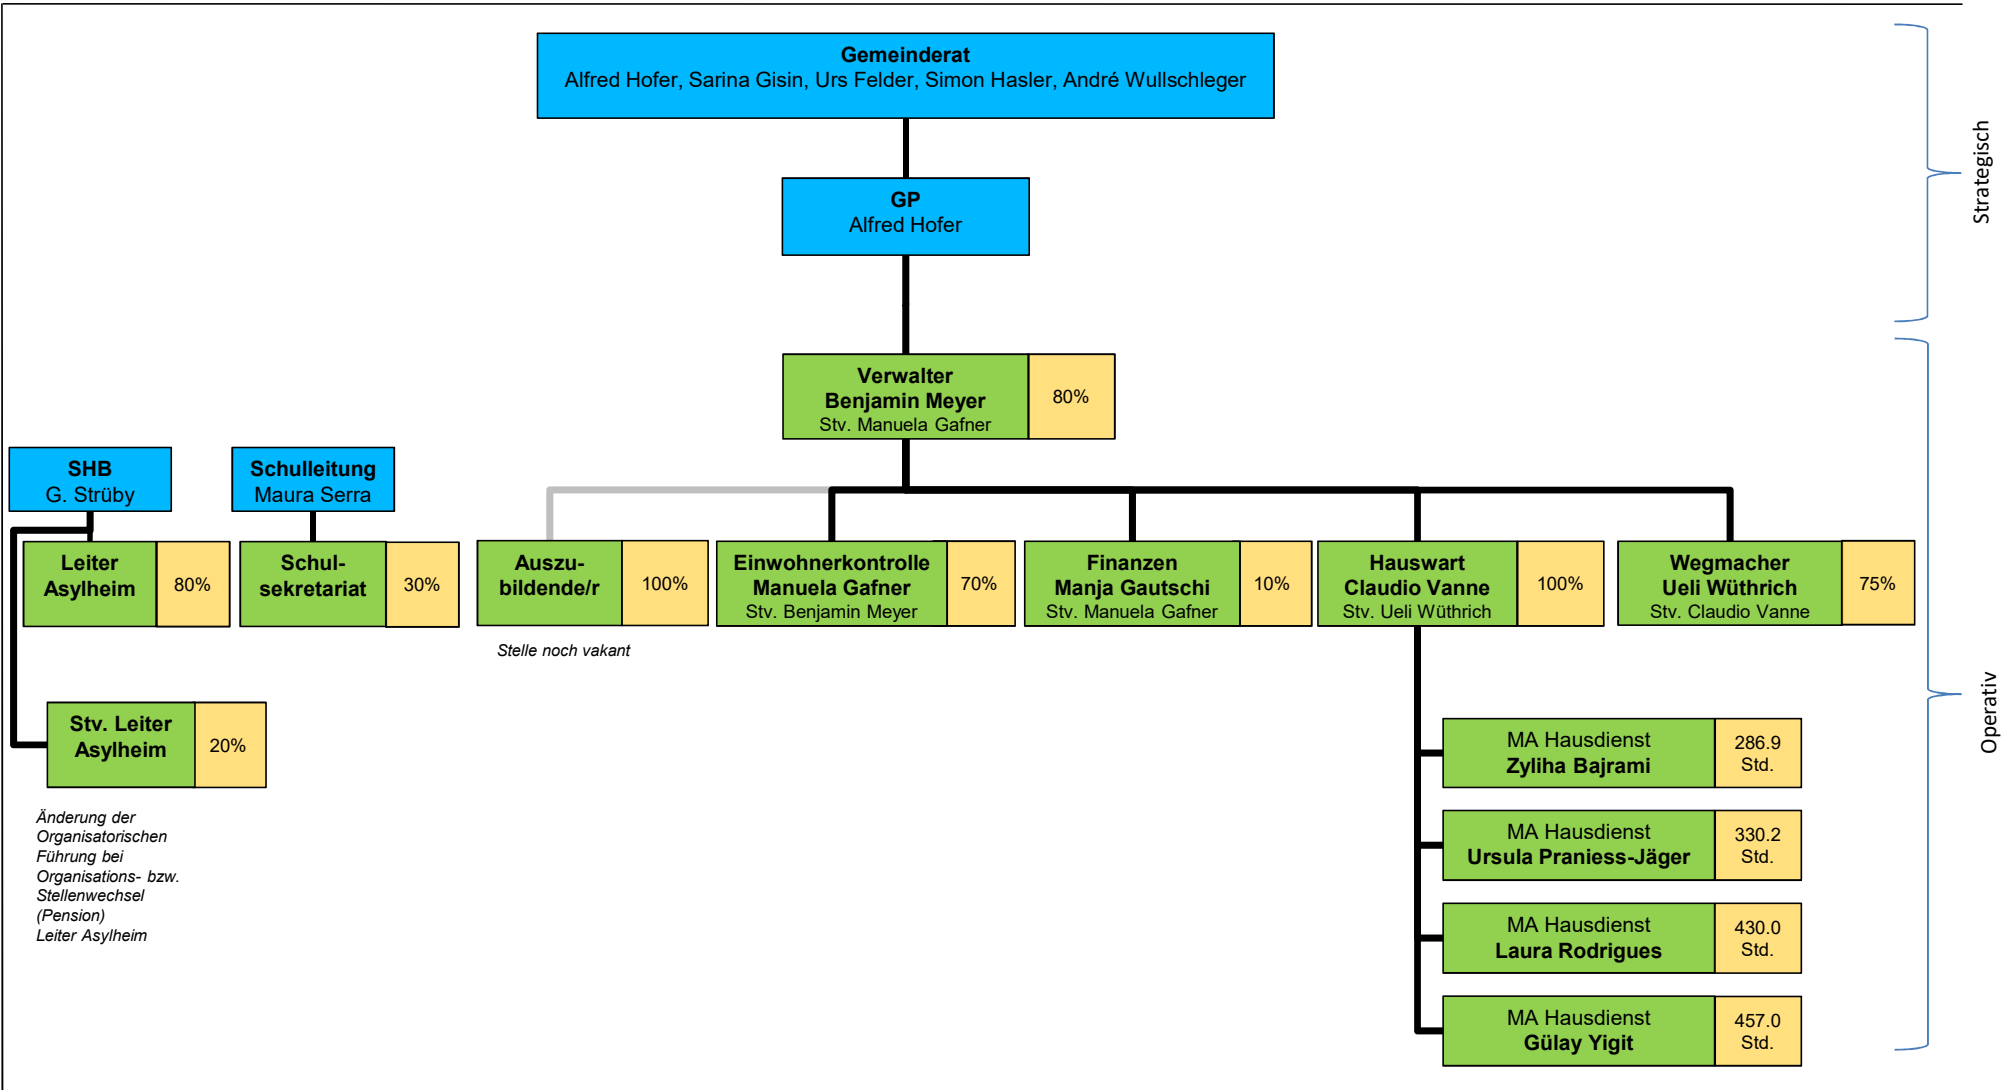 Gemeinderat
Alfred Hofer, Sarina Gisin, Urs Felder, Simon Hasler, André Wullschleger
Strategisch
GP
Alfred Hofer
Verwalter
Benjamin Meyer
Stv. Manuela Gafner
80%
SHB
G. Strüby
Schulleitung
Maura Serra
Leiter
Asylheim
80%
Schul-
sekretariat
30%
Auszu-
bildende/r
100%
Stelle noch vakant
Einwohnerkontrolle
Manuela Gafner
Stv. Benjamin Meyer
70%
Finanzen
Manja Gautschi
Stv. Manuela Gafner
10%
Hauswart
Claudio Vanne
Stv. Ueli Wüthrich
100%
Wegmacher
Ueli Wüthrich
Stv. Claudio Vanne
75%
Operativ
Stv. Leiter
Asylheim
20%
Änderung der
Organisatorischen
Führung bei
Organisations- bzw.
Stellenwechsel
(Pension)
Leiter Asylheim
MA Hausdienst
Zyliha Bajrami
286.9
Std.
MA Hausdienst
Ursula Praniess-Jäger
330.2
Std.
MA Hausdienst
Laura Rodrigues
430.0
Std.
MA Hausdienst
Gülay Yigit
457.0
Std.